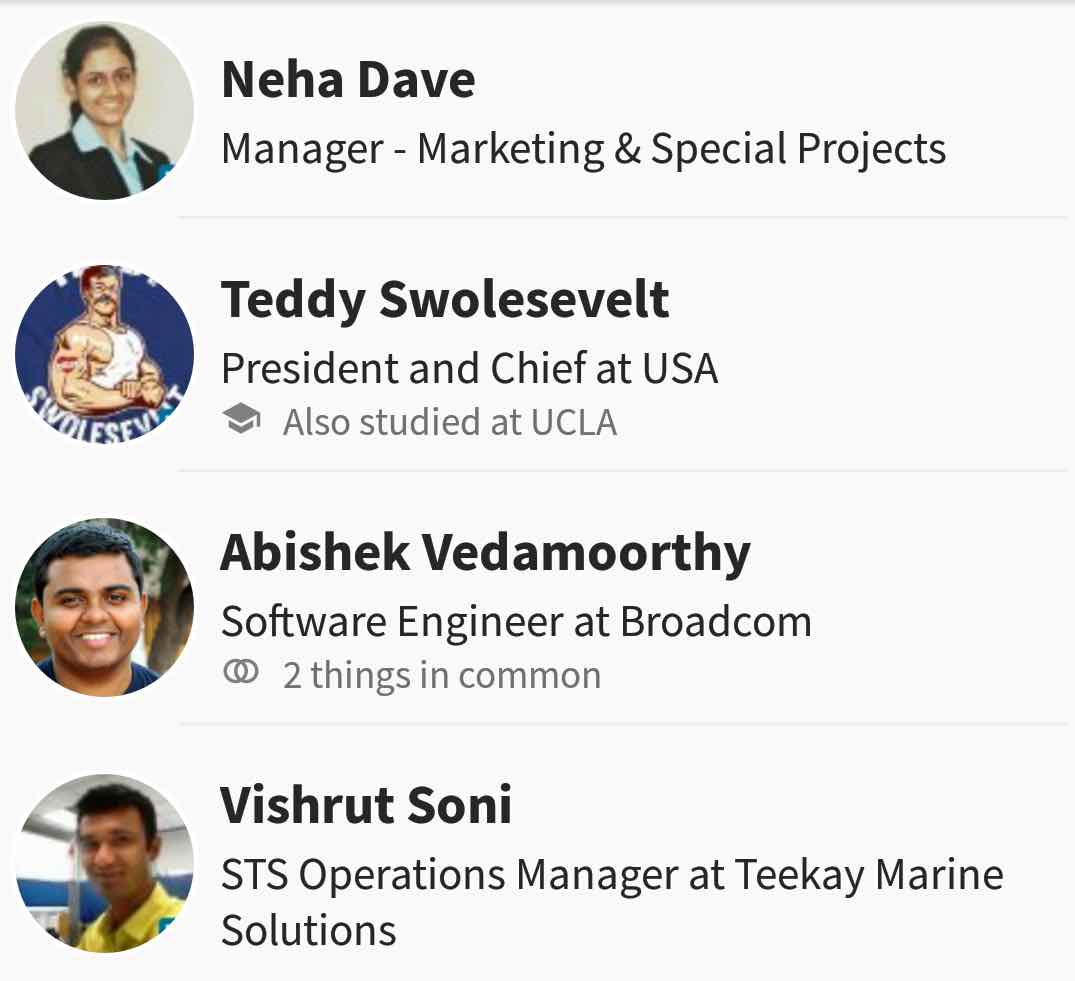 Neha Dave
Manager - Marketing & Special Projects
Teddy Swolesevelt
President and Chief at USA
Also studied at UCLA
SWOLESEVELT
Abishek Vedamoorthy
Software Engineer at Broadcom
2 things in common
Vishrut Soni
STS Operations Manager at Teekay Marine
Solutions